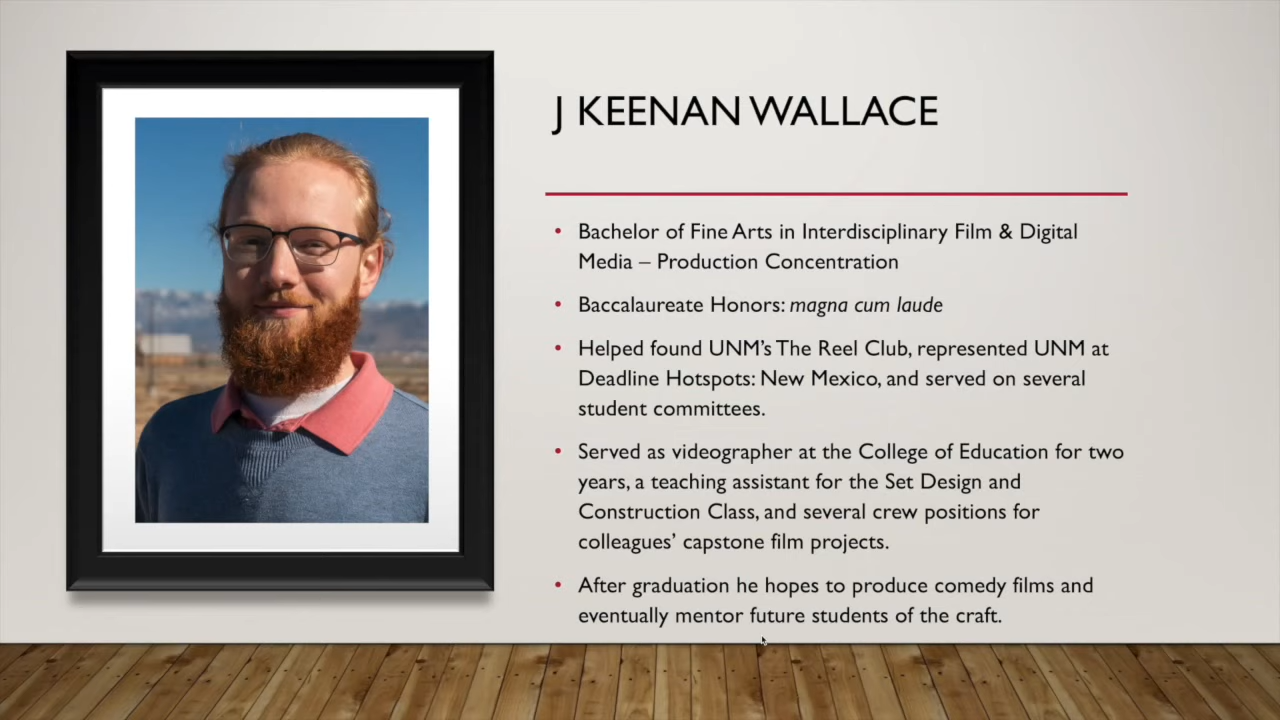 J KEENAN WALLACE
• Bachelor of Fine Arts in Interdisciplinary Film & Digital
Media – Production Concentration
• Baccalaureate Honors: magna cum laude
• Helped found UNM’s The Reel Club, represented UNM at
Deadline Hotspots: New Mexico, and served on several
student committees.
• Served as videographer at the College of Education for two
years, a teaching assistant for the Set Design and
Construction Class, and several crew positions for
colleagues’ capstone film projects.
• After graduation he hopes to produce comedy films and
eventually mentor future students of the craft.